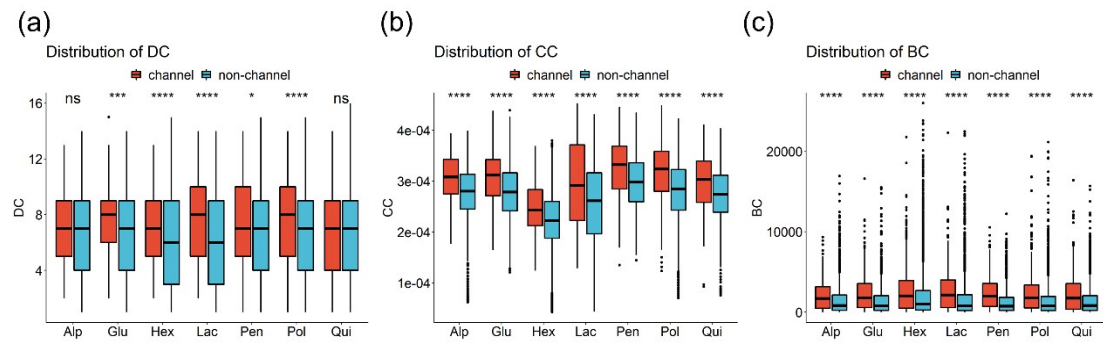 (a)
Distribution of DC
channel non-channel
ns *** **** **** * **** ns
16
12
8
4
DC
Alp Glu Hex Lac Pen Pol Qui
(b)
Distribution of CC
channel non-channel
**** **** **** **** **** **** ****
4e-04
3e-04
2e-04
1e-04
CC
Alp Glu Hex Lac Pen Pol Qui
(c)
Distribution of BC
channel non-channel
**** **** **** **** **** **** ****
20000
10000
0
BC
Alp Glu Hex Lac Pen Pol Qui